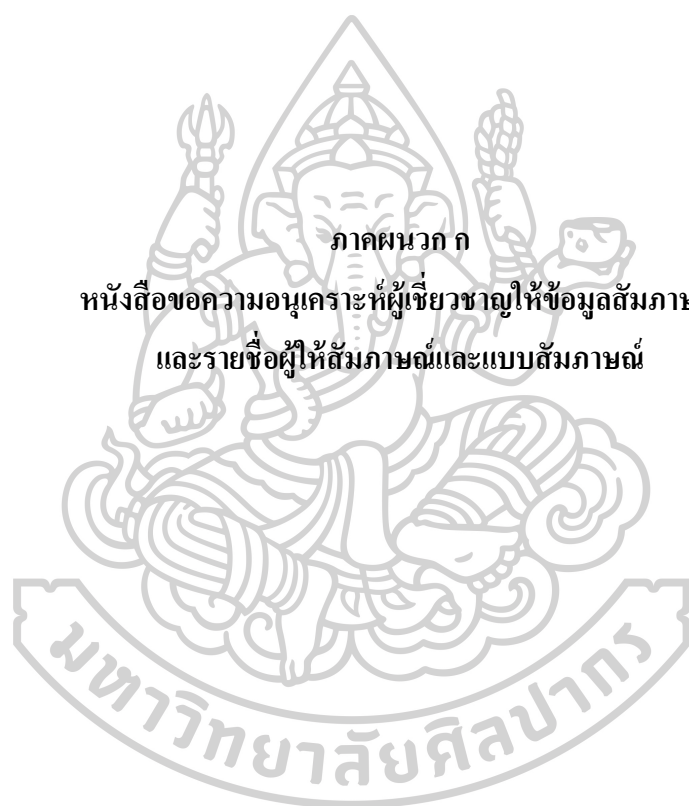 ภาคผนวก ก
หนังสือขอความอนุเคราะห์ผู้เชี่ยวชาญให้ข้อมูลสัมภาษ
และรายชื่อผู้ให้สัมภาษณ์และแบบสัมภาษณ์
มหาวิทยาลัยศิลปากร